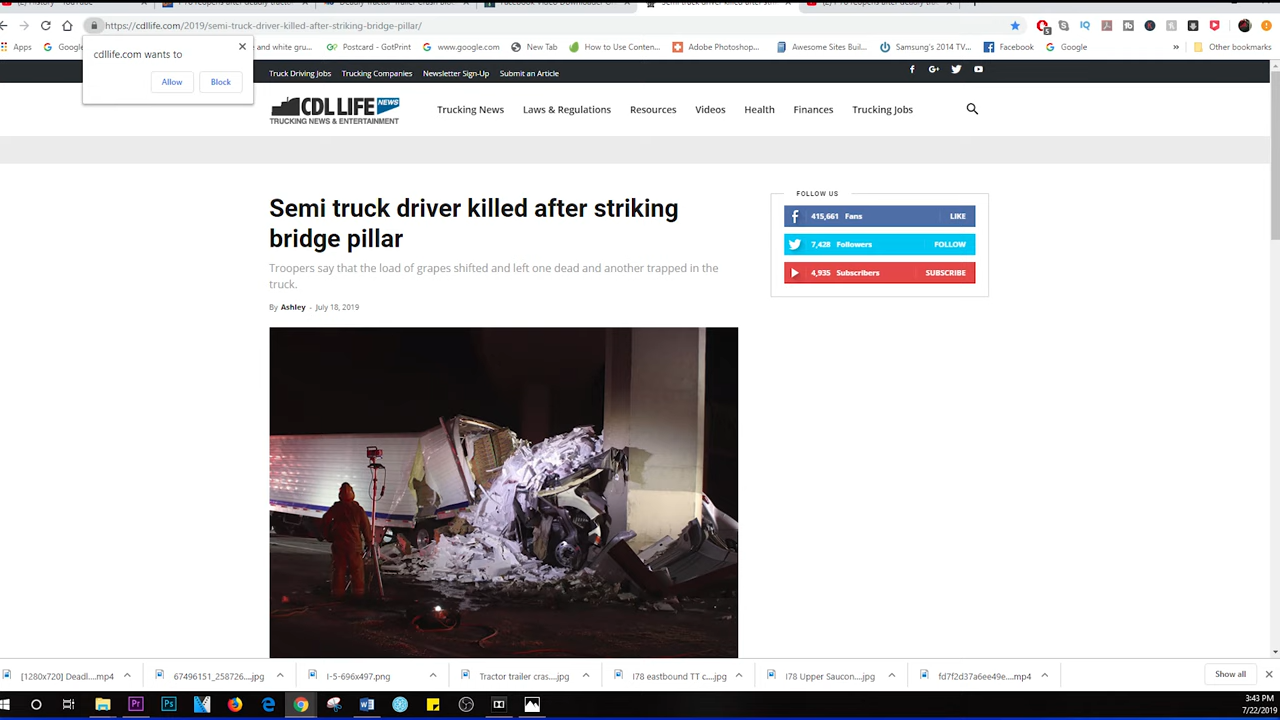 https://cdllife.com/2019/semi-truck-driver-killed-after-striking-bridge-pillar/
Apps
Postcard - GotPrint
www.google.com
New Tab
How to Use Conten...
Adobe Photoshop...
Awesome Sites Buil...
Samsung's 2014 TV...
Facebook
Google
»
Other bookmarks
cdllife.com wants to
Allow
Block
Truck Driving Jobs
Trucking Companies
Newsletter Sign-Up
Submit an Article
CDL LIFE NEWS
TRUCKING NEWS & ENTERTAINMENT
Trucking News
Laws & Regulations
Resources
Videos
Health
Finances
Trucking Jobs
Semi truck driver killed after striking
bridge pillar
Troopers say that the load of grapes shifted and left one dead and another trapped in the
truck.
By Ashley - July 18, 2019
FOLLOW US
415,661 Fans LIKE
7,428 Followers FOLLOW
4,935 Subscribers SUBSCRIBE
[1280x720] Deadl....mp4
67496151_258726....jpg
I-5-696x497.png
Tractor trailer cras....jpg
I78 eastbound TT c....jpg
I78 Upper Saucon....jpg
fd7f2d37a6ee49e....mp4
Show all
3:43 PM
7/22/2019